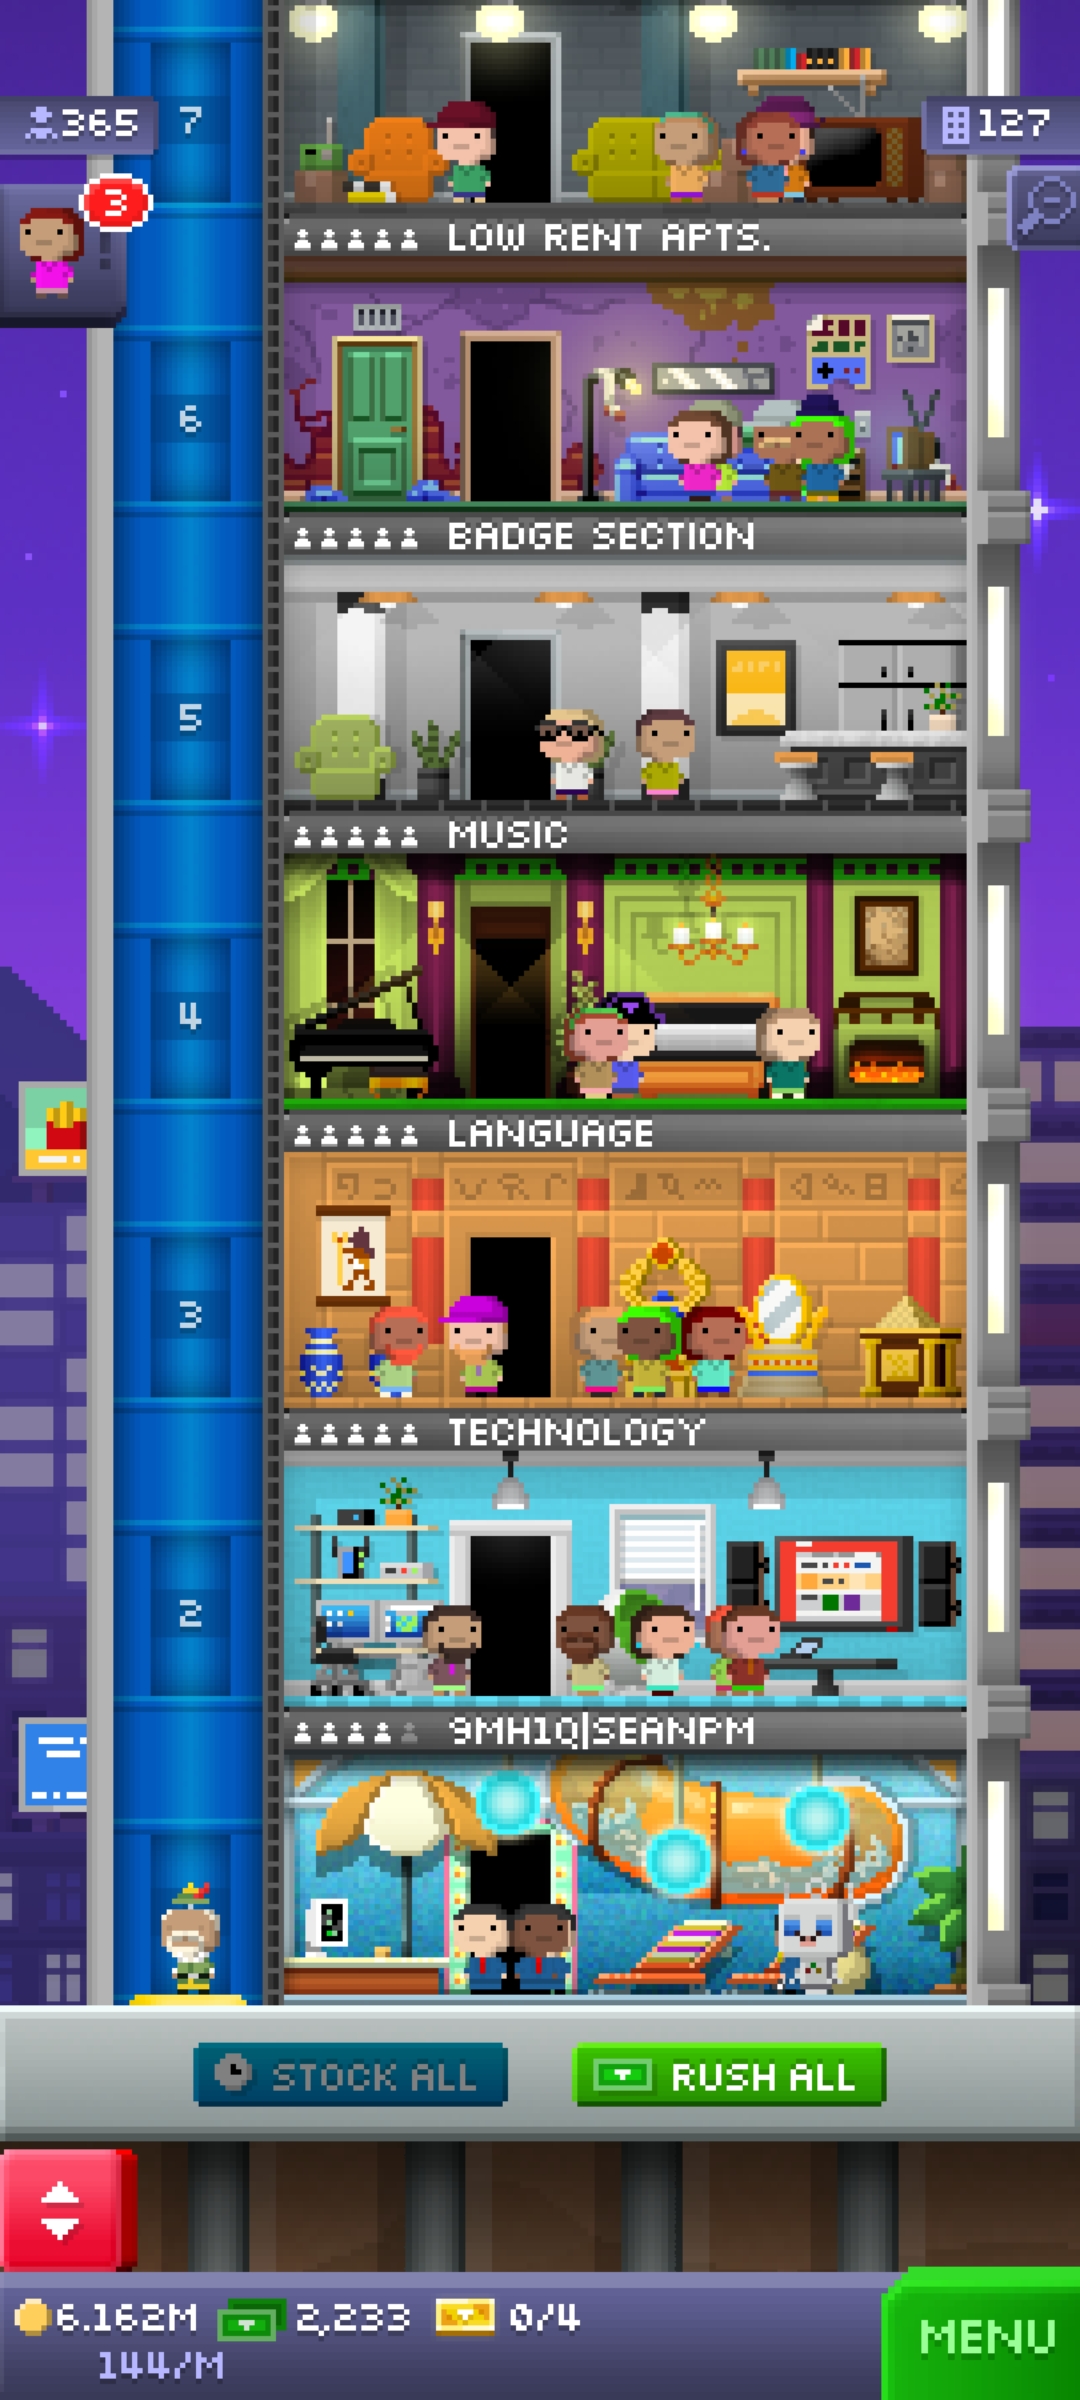 365
7
127
3
LOW RENT APTS.
6
BADGE SECTION
5
MUSIC
4
LANGUAGE
3
TECHNOLOGY
2
9MH1Q|SEANPM
STOCK ALL
RUSH ALL
6.162M
2,233
0/4
144/M
MENU